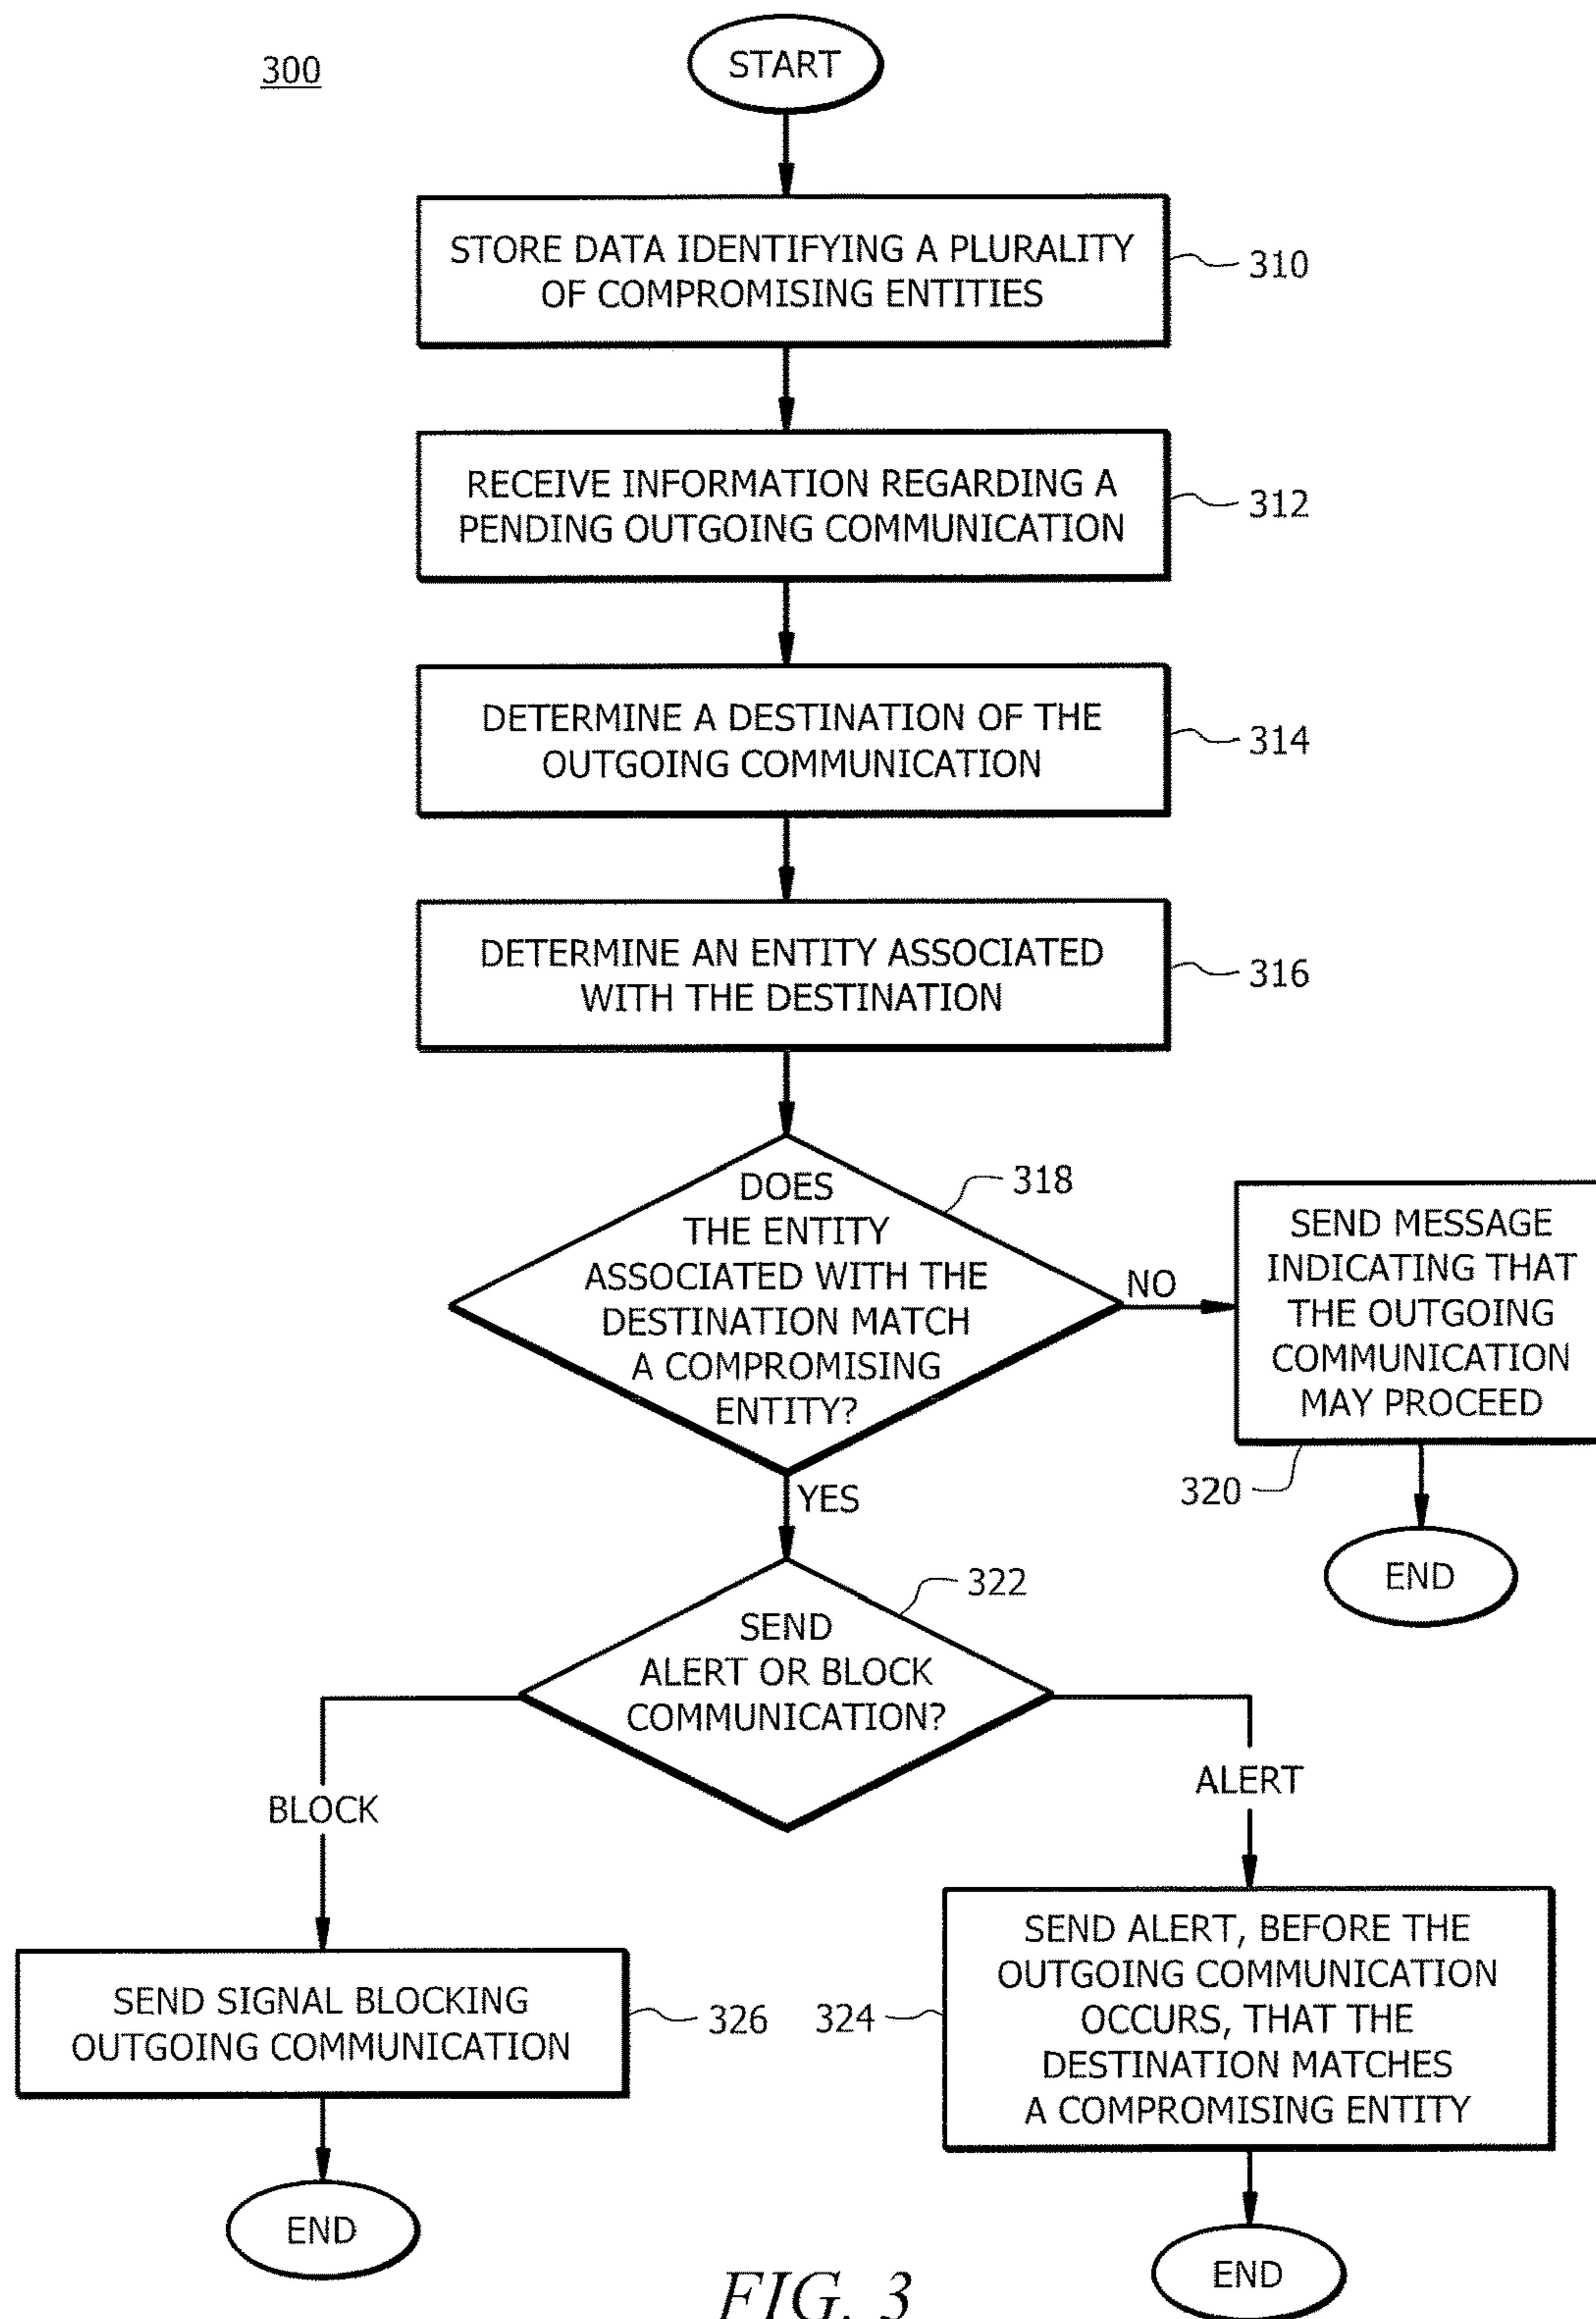 300
START
STORE DATA IDENTIFYING A PLURALITY
OF COMPROMISING ENTITIES
310
RECEIVE INFORMATION REGARDING A
PENDING OUTGOING COMMUNICATION
312
DETERMINE A DESTINATION OF THE
OUTGOING COMMUNICATION
314
DETERMINE AN ENTITY ASSOCIATED
WITH THE DESTINATION
316
DOES
THE ENTITY
ASSOCIATED WITH THE
DESTINATION MATCH
A COMPROMISING
ENTITY?
318
NO
SEND MESSAGE
INDICATING THAT
THE OUTGOING
COMMUNICATION
MAY PROCEED
320
END
YES
SEND
ALERT OR BLOCK
COMMUNICATION?
322
BLOCK
ALERT
SEND SIGNAL BLOCKING
OUTGOING COMMUNICATION
326
SEND ALERT, BEFORE THE
OUTGOING COMMUNICATION
OCCURS, THAT THE
DESTINATION MATCHES
A COMPROMISING ENTITY
324
END
END
FIG. 3